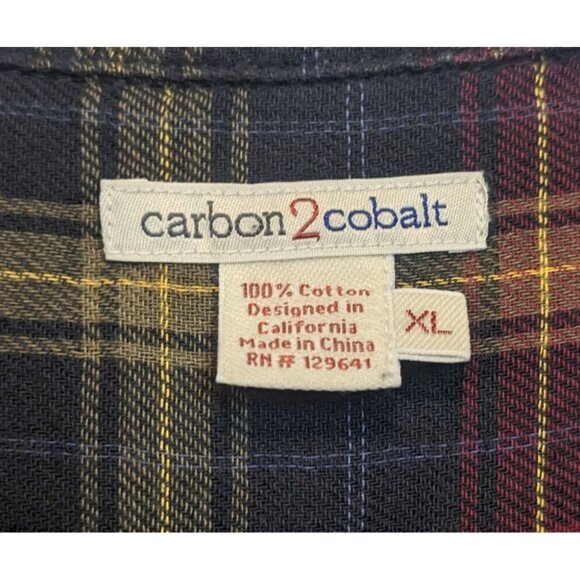 carbon2cobalt
100% Cotton
Designed in
California
Made in China
RN # 129641
XL